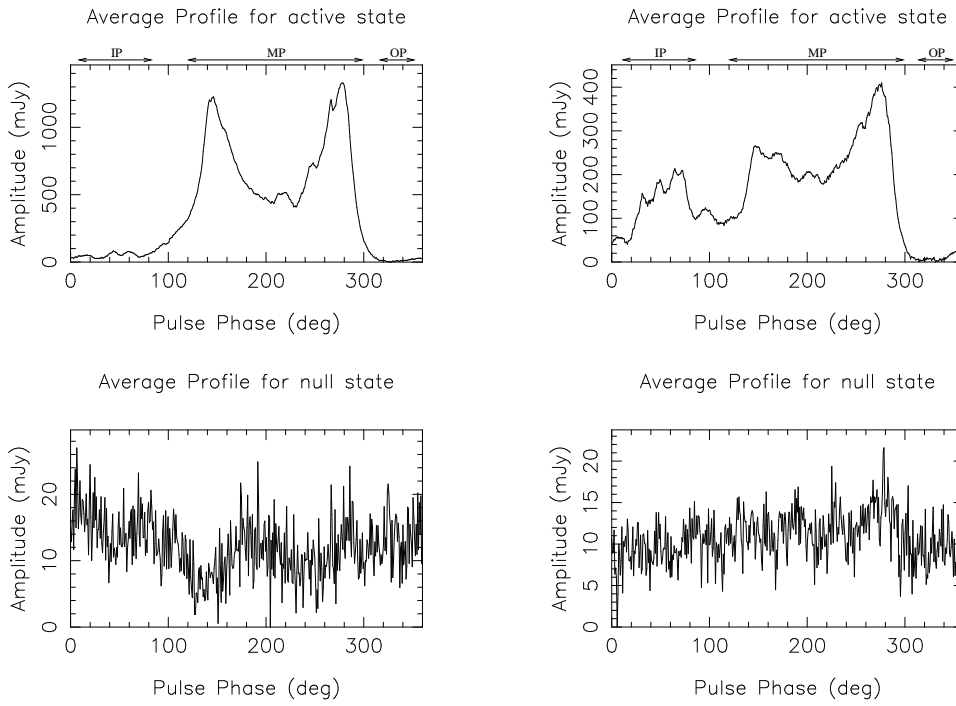 Average Profile for active state
IP MP OP
Amplitude (mJy)
0 500 1000
0 100 200 300
Pulse Phase (deg)
Average Profile for active state
IP MP OP
Amplitude (mJy)
0 100 200 300 400
0 100 200 300
Pulse Phase (deg)
Average Profile for null state
Amplitude (mJy)
0 10 20
0 100 200 300
Pulse Phase (deg)
Average Profile for null state
Amplitude (mJy)
0 5 10 15 20
0 100 200 300
Pulse Phase (deg)